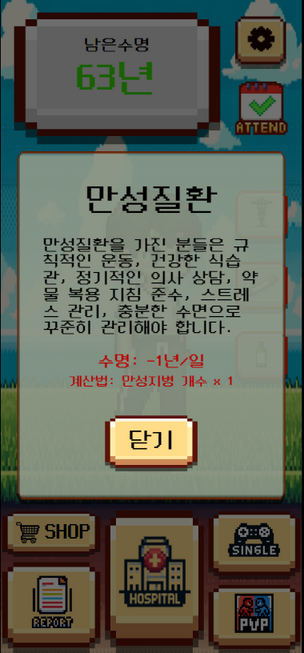 남은수명
63년
ATTEND
만성질환
만성질환을 가진 분들은 규
칙적인 운동, 건강한 식습
관, 정기적인 의사 상담, 약
물 복용 지침 준수, 스트레
스 관리, 충분한 수면으로
꾸준히 관리해야 합니다.
수명: -1년/일
계산법: 만성지병 개수 x 1
닫기
SHOP
HOSPITAL
SINGLE
REPORT
PVP